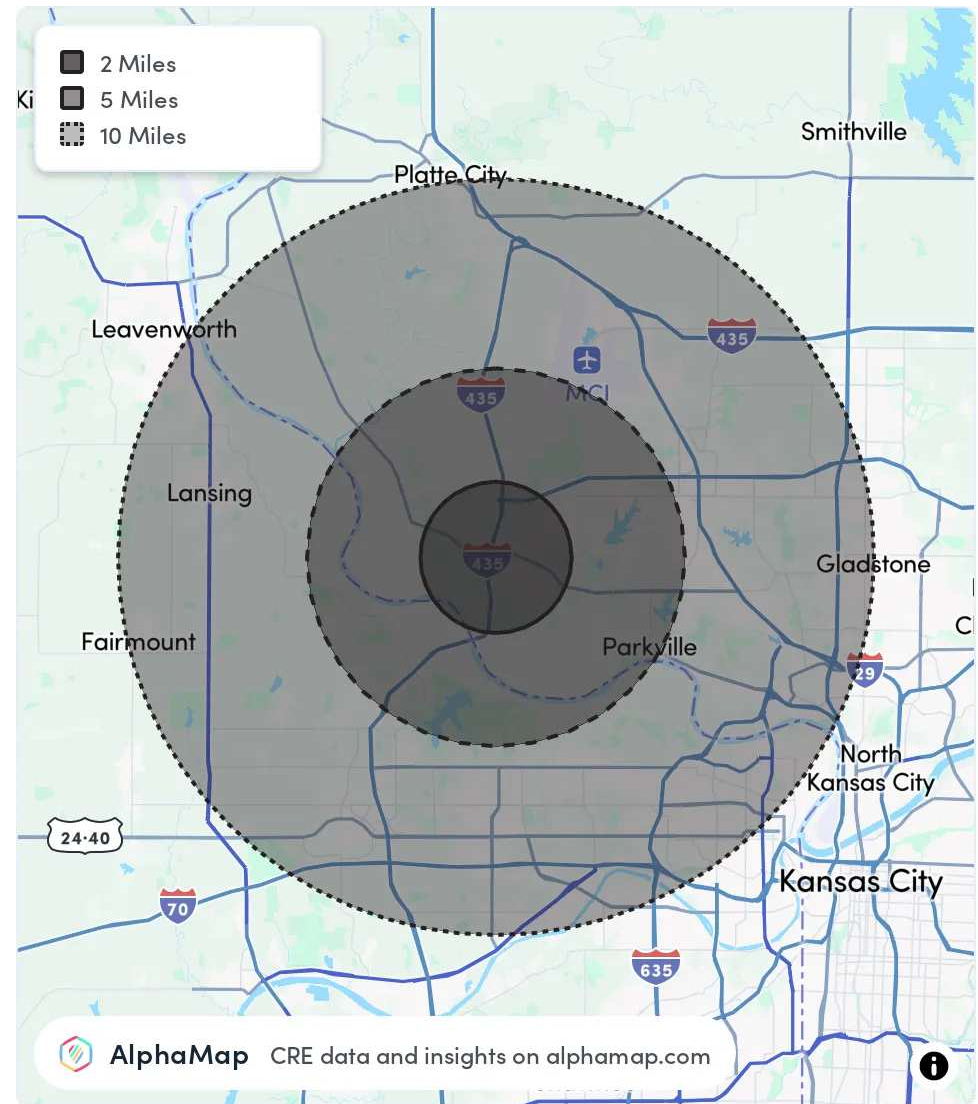 2 Miles
5 Miles
10 Miles
Ki
Smithville
Platte City
Leavenworth
435
MCI
435
Lansing
435
Gladstone
C
Fairmount
Parkville
29
North
Kansas City
24·40
Kansas City
70
635
AlphaMap CRE data and insights on alphamap.com